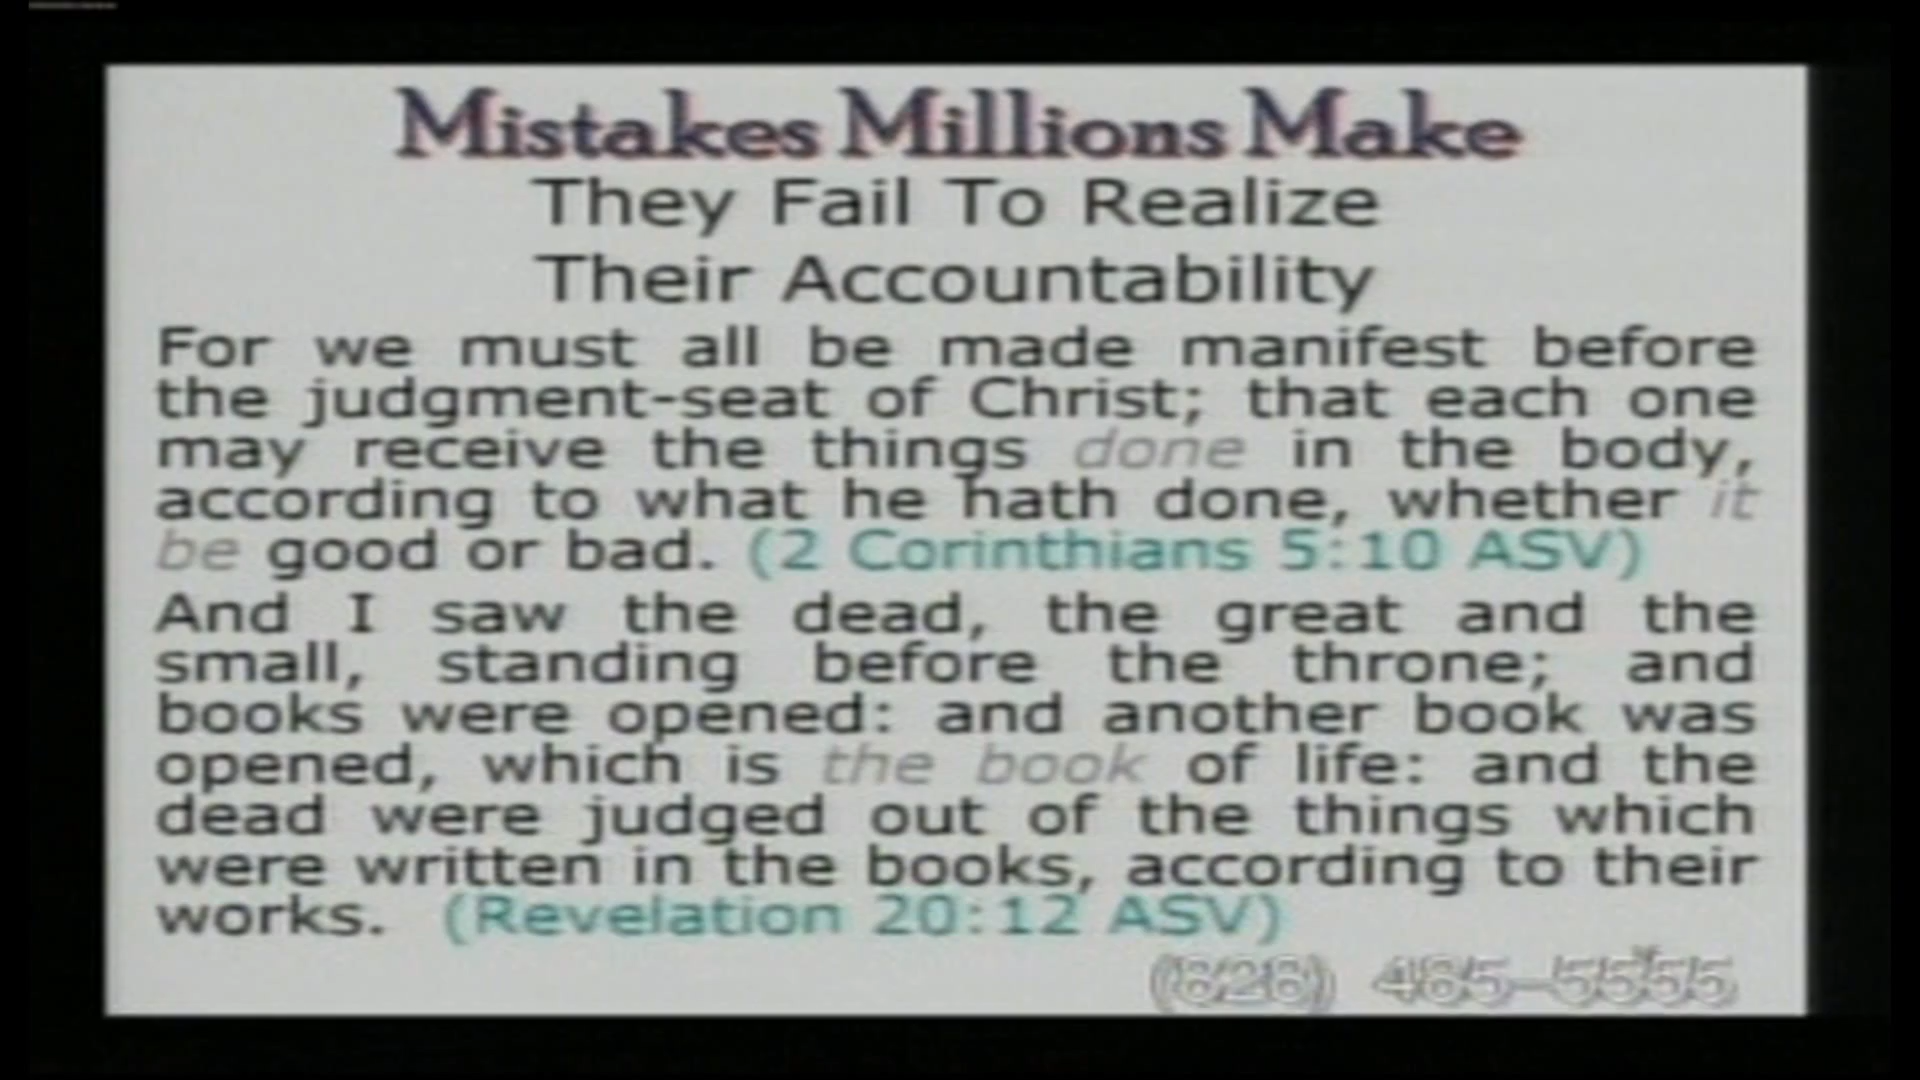 Mistakes Millions Make
They Fail To Realize
Their Accountability
For we must all be made manifest before
the judgment-seat of Christ; that each one
may receive the things done in the body,
according to what he hath done, whether it
be good or bad. (2 Corinthians 5:10 ASV)
And I saw the dead, the great and the
small, standing before the throne; and
books were opened: and another book was
opened, which is the book of life: and the
dead were judged out of the things which
were written in the books, according to their
works. (Revelation 20:12 ASV)
(626) 465-5555